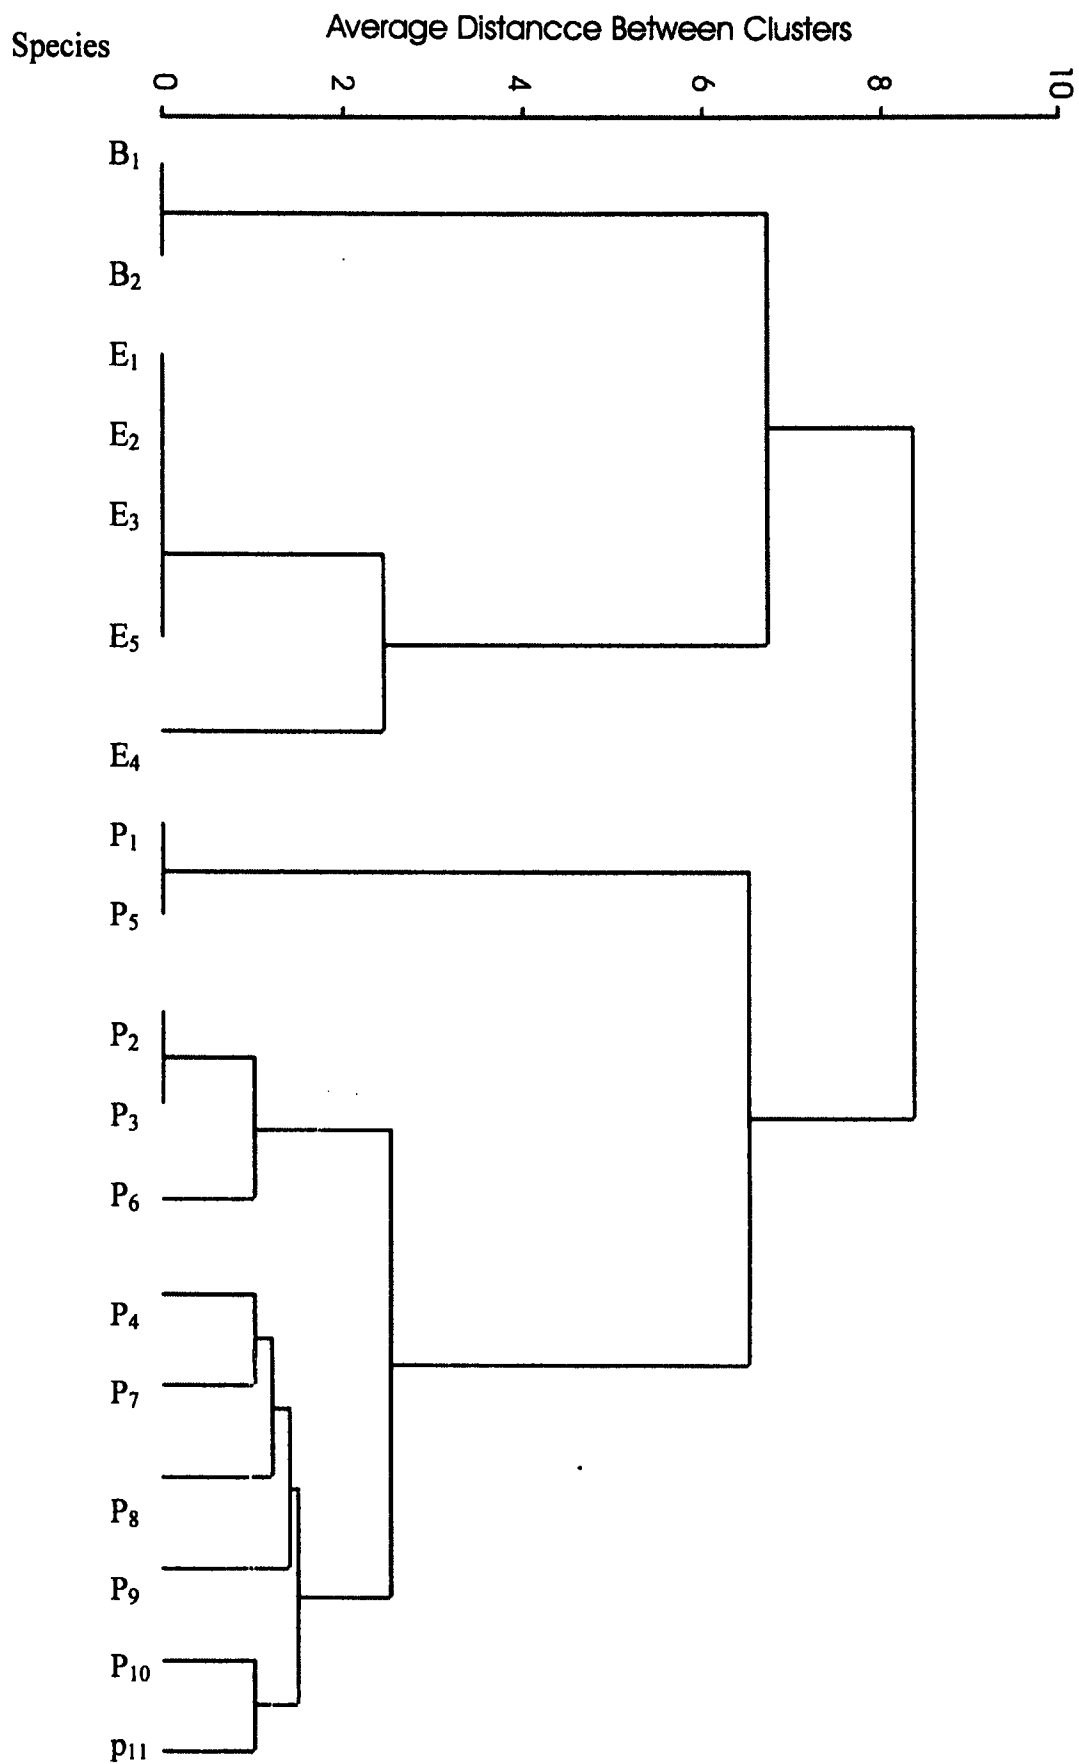 Average Distancce Between Clusters
Species
0 2 4 6 8 10
B₁
B₂
E₁
E₂
E₃
E₅
E₄
P₁
P₅
P₂
P₃
P₆
P₄
P₇
P₈
P₉
P₁₀
p₁₁